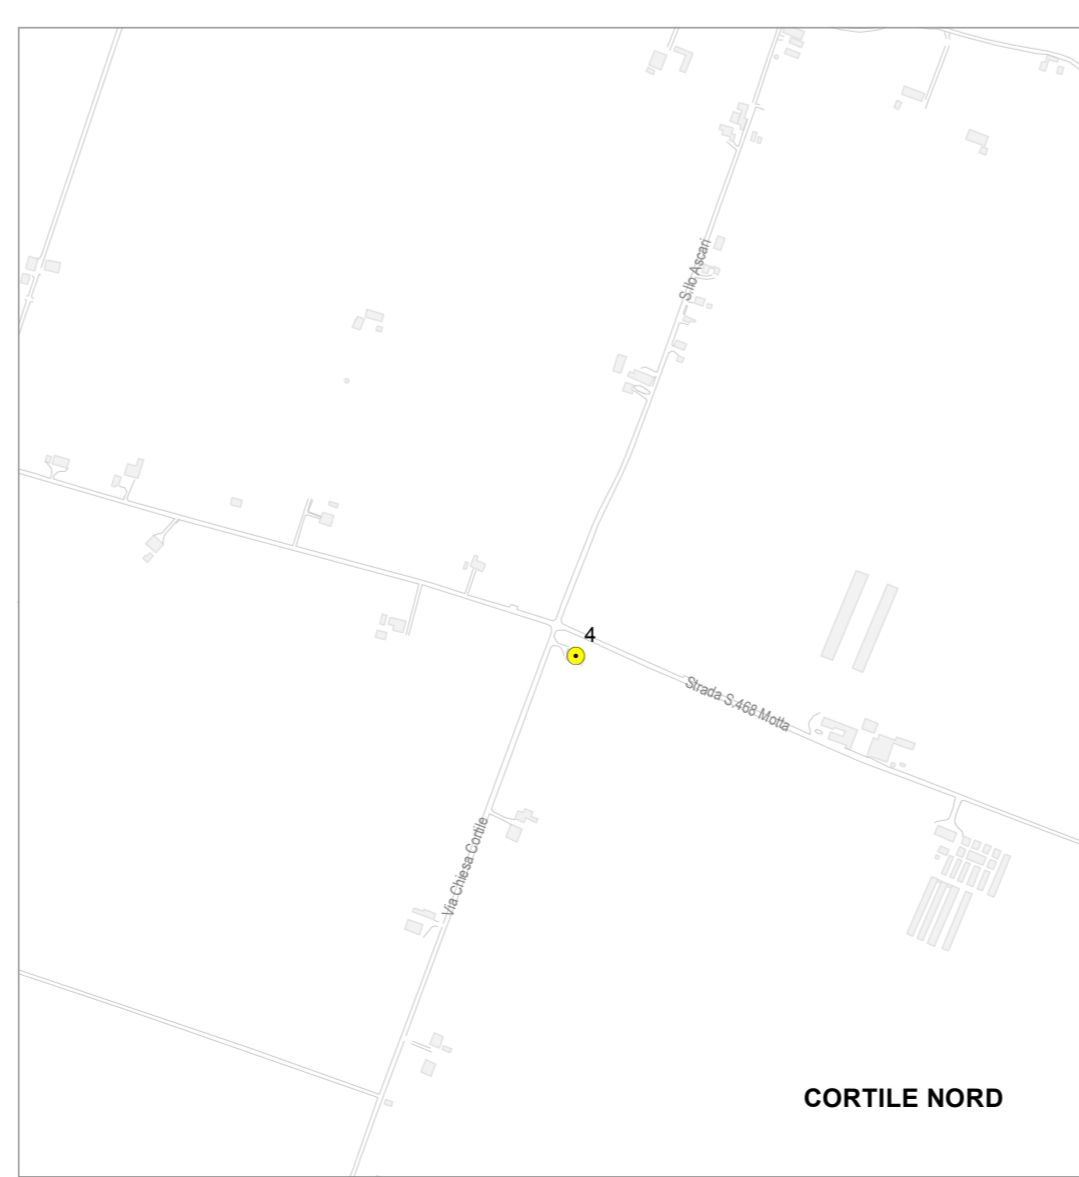 S.llo Ascari
4
Strada S.468 Motta
Via Chiesa Cortile
CORTILE NORD